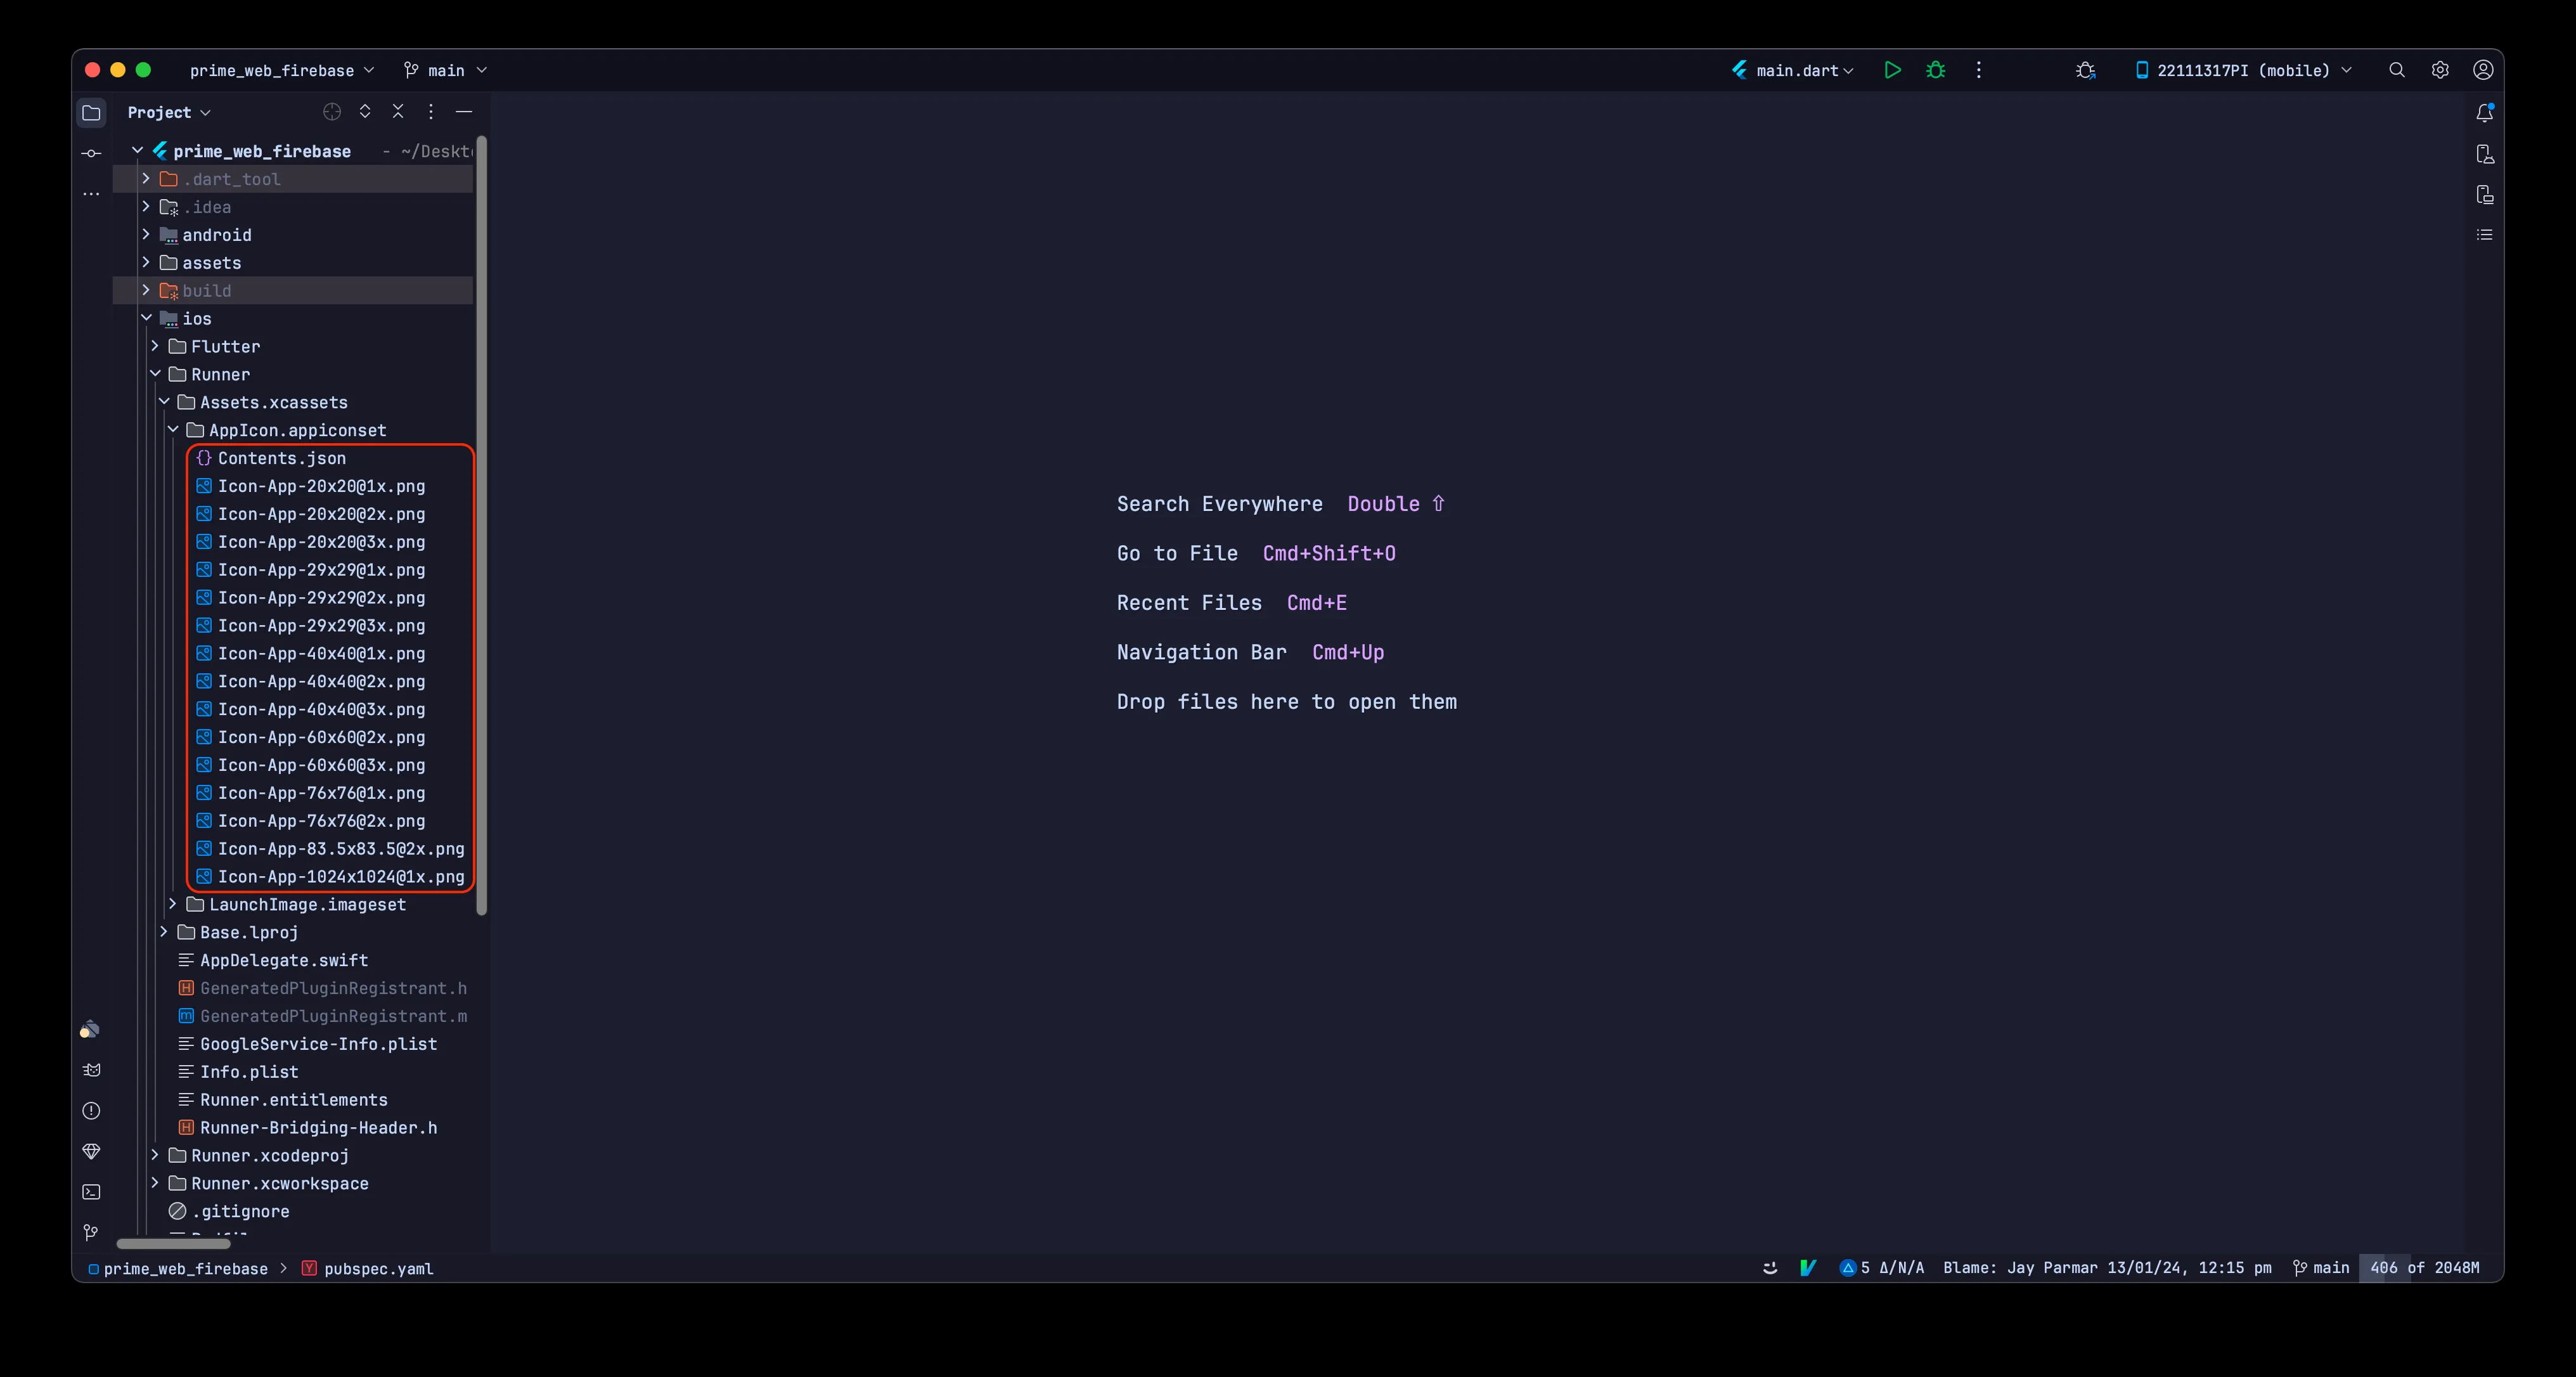 prime_web_firebase main main.dart 22111317PI (mobile)
Project
prime_web_firebase - ~/Deskt
.dart_tool
.idea
android
assets
build
ios
Flutter
Runner
Assets.xcassets
AppIcon.appiconset
{} Contents.json
Icon-App-20x20@1x.png
Icon-App-20x20@2x.png
Icon-App-20x20@3x.png
Icon-App-29x29@1x.png
Icon-App-29x29@2x.png
Icon-App-29x29@3x.png
Icon-App-40x40@1x.png
Icon-App-40x40@2x.png
Icon-App-40x40@3x.png
Icon-App-60x60@2x.png
Icon-App-60x60@3x.png
Icon-App-76x76@1x.png
Icon-App-76x76@2x.png
Icon-App-83.5x83.5@2x.png
Icon-App-1024x1024@1x.png
LaunchImage.imageset
Base.lproj
AppDelegate.swift
H GeneratedPluginRegistrant.h
m GeneratedPluginRegistrant.m
GoogleService-Info.plist
Info.plist
Runner.entitlements
H Runner-Bridging-Header.h
Runner.xcodeproj
Runner.xcworkspace
.gitignore
Search Everywhere Double ⇧
Go to File Cmd+Shift+O
Recent Files Cmd+E
Navigation Bar Cmd+Up
Drop files here to open them
prime_web_firebase > Y pubspec.yaml
5 Δ/N/A Blame: Jay Parmar 13/01/24, 12:15 pm main 406 of 2048M